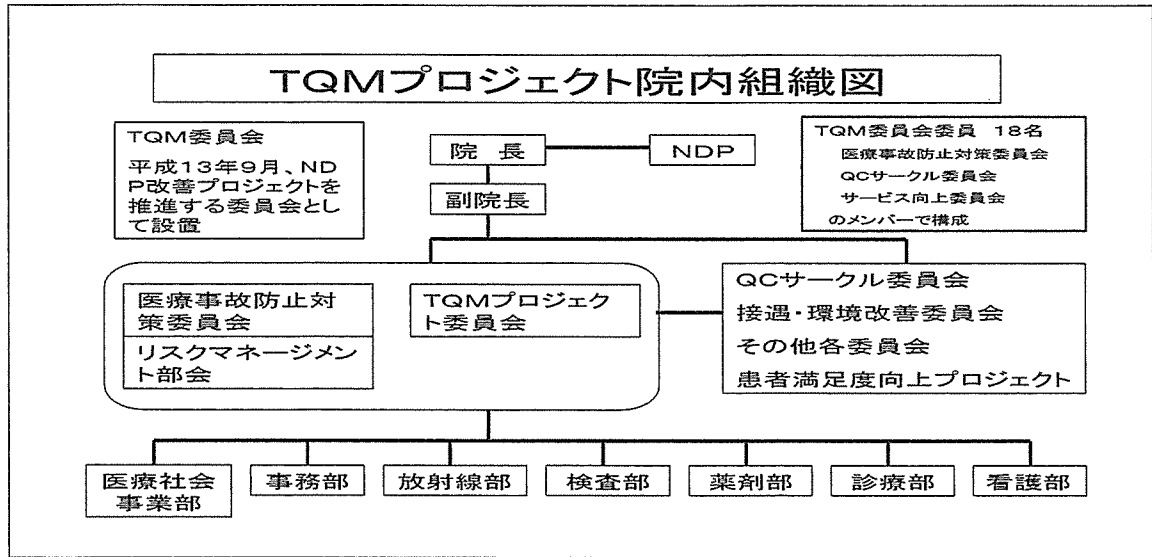 TQMプロジェクト院内組織図
TQM委員会
平成13年9月、ND
P改善プロジェクトを
推進する委員会とし
て設置
院 長
NDP
副院長
TQM委員会委員 18名
医療事故防止対策委員会
QCサークル委員会
サービス向上委員会
のメンバーで構成
医療事故防止対
策委員会
リスクマネージメン
ト部会
TQMプロジェク
ト委員会
QCサークル委員会
接遇・環境改善委員会
その他各委員会
患者満足度向上プロジェクト
医療社会
事業部
事務部
放射線部
検査部
薬剤部
診療部
看護部